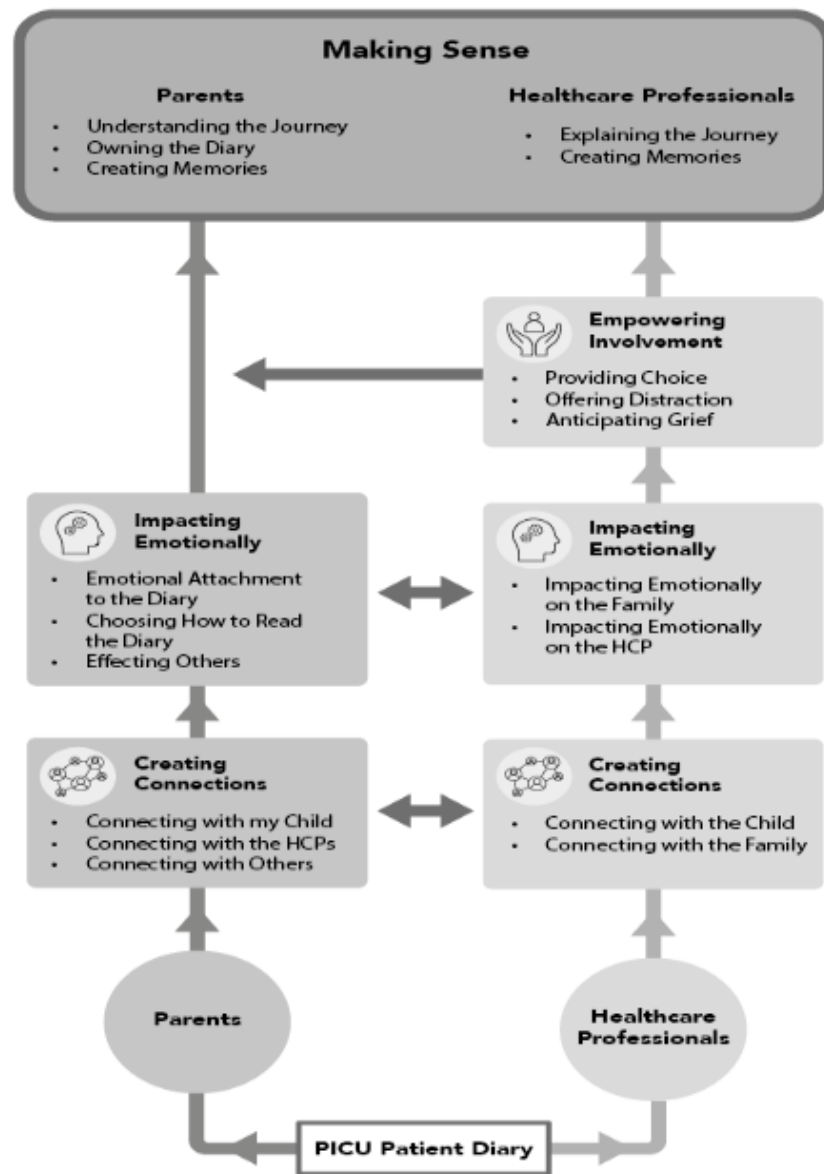 Making Sense
Parents
• Understanding the Journey
• Owning the Diary
• Creating Memories
Healthcare Professionals
• Explaining the Journey
• Creating Memories
Empowering
Involvement
• Providing Choice
• Offering Distraction
• Anticipating Grief
Impacting
Emotionally
• Emotional Attachment
to the Diary
• Choosing How to Read
the Diary
• Effecting Others
Impacting
Emotionally
• Impacting Emotionally
on the Family
• Impacting Emotionally
on the HCP
Creating
Connections
• Connecting with my Child
• Connecting with the HCPs
• Connecting with Others
Creating
Connections
• Connecting with the Child
• Connecting with the Family
Parents
Healthcare
Professionals
PICU Patient Diary